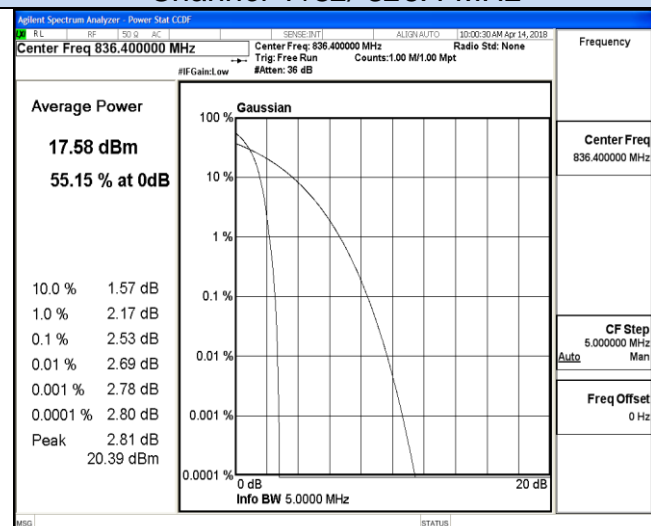 Agilent Spectrum Analyzer - Power Stat CCDF
RL RF 50 Ω AC SENSE:INT ALIGN AUTO 10:00:30 AM Apr 14, 2018
Center Freq 836.400000 MHz
Center Freq: 836.400000 MHz Radio Std: None
Trig: Free Run Counts:1.00 M/1.00 Mpt
#IFGain:Low #Atten: 36 dB
Frequency
Average Power
17.58 dBm
55.15 % at 0dB
10.0 % 1.57 dB
1.0 % 2.17 dB
0.1 % 2.53 dB
0.01 % 2.69 dB
0.001 % 2.78 dB
0.0001 % 2.80 dB
Peak 2.81 dB
20.39 dBm
Gaussian
100 %
10 %
1 %
0.1 %
0.01 %
0.001 %
0.0001 %
0 dB 20 dB
Info BW 5.0000 MHz
Center Freq
836.400000 MHz
CF Step
5.000000 MHz
Auto Man
Freq Offset
0 Hz
MSG STATUS